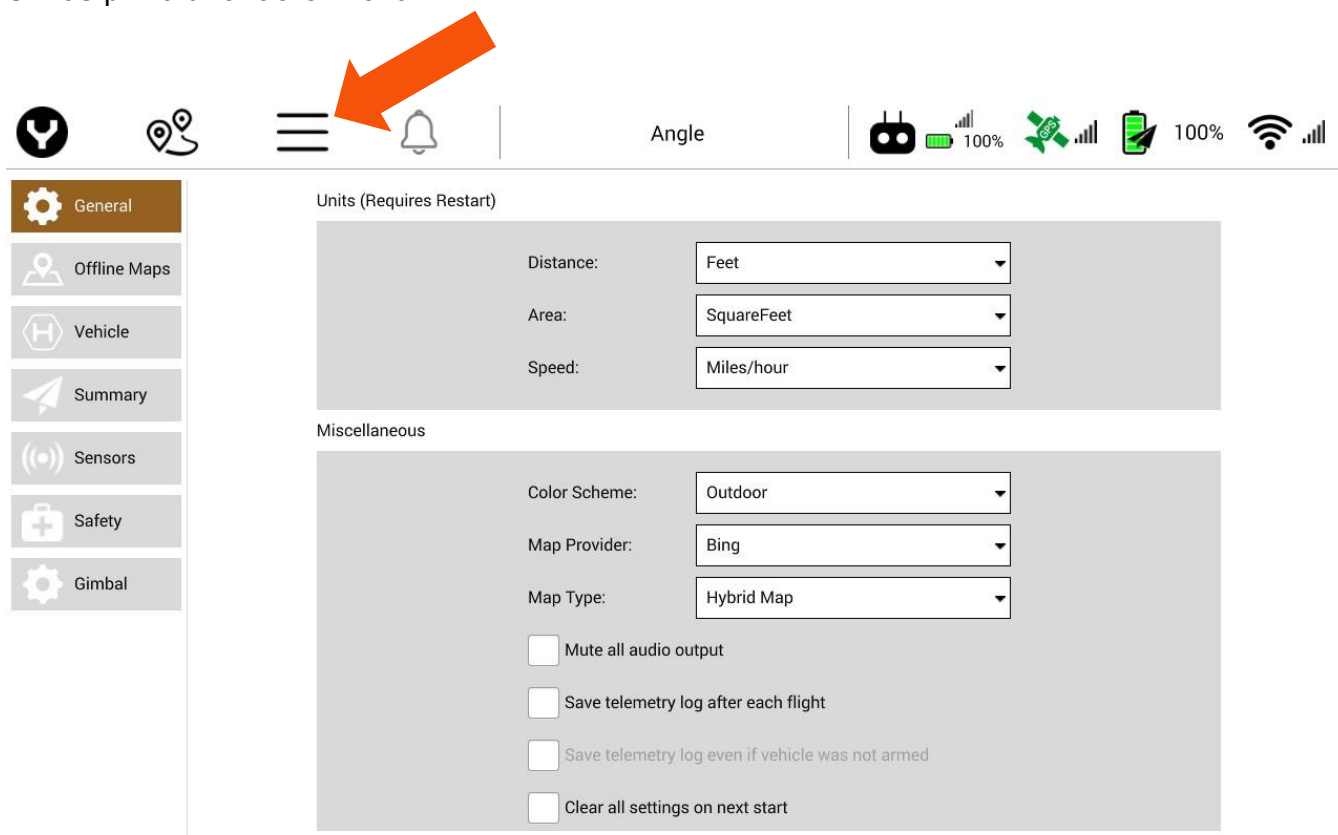 Angle
100%
GPS
100%
General
Offline Maps
Vehicle
Summary
Sensors
Safety
Gimbal
Units (Requires Restart)
Distance: Feet
Area: SquareFeet
Speed: Miles/hour
Miscellaneous
Color Scheme: Outdoor
Map Provider: Bing
Map Type: Hybrid Map
Mute all audio output
Save telemetry log after each flight
Save telemetry log even if vehicle was not armed
Clear all settings on next start